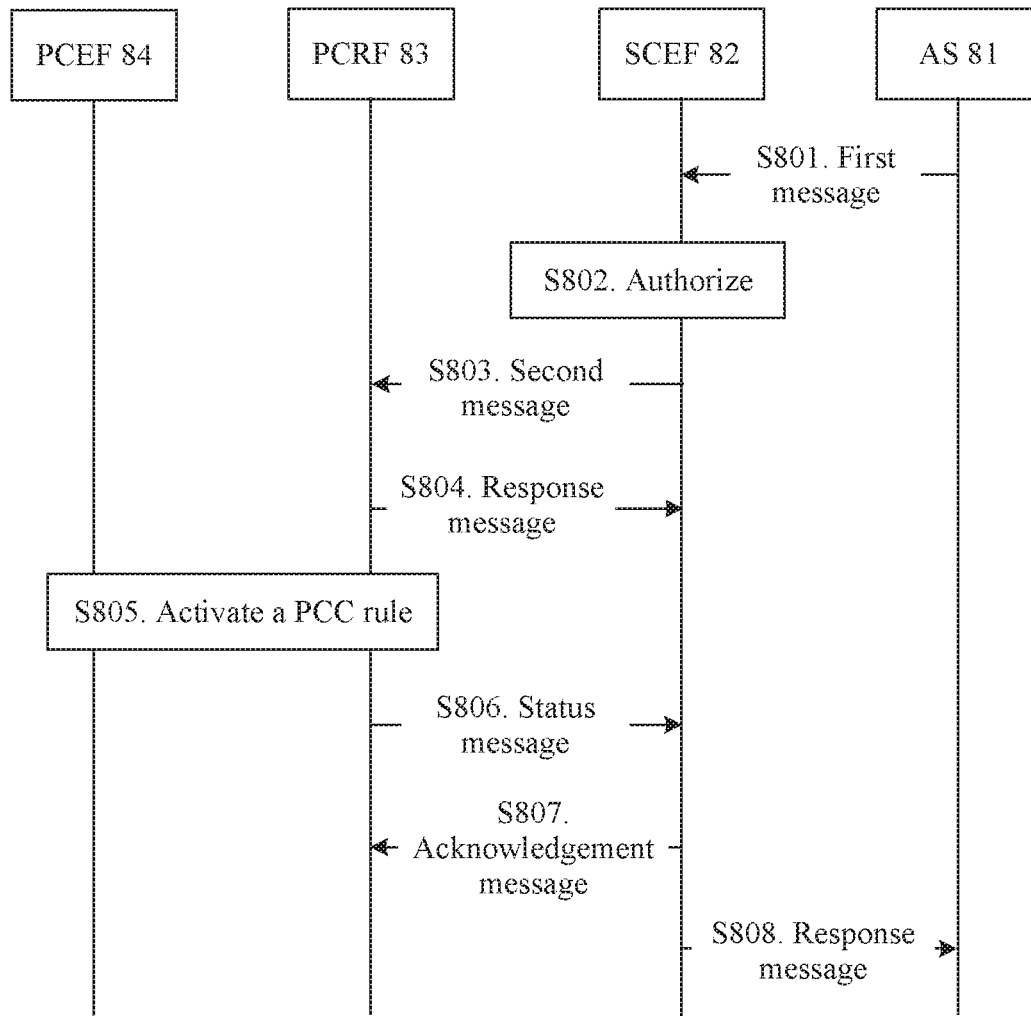 PCEF 84
PCRF 83
SCEF 82
AS 81
S801. First
message
S802. Authorize
S803. Second
message
S804. Response
message
S805. Activate a PCC rule
S806. Status
message
S807.
Acknowledgement
message
S808. Response
message